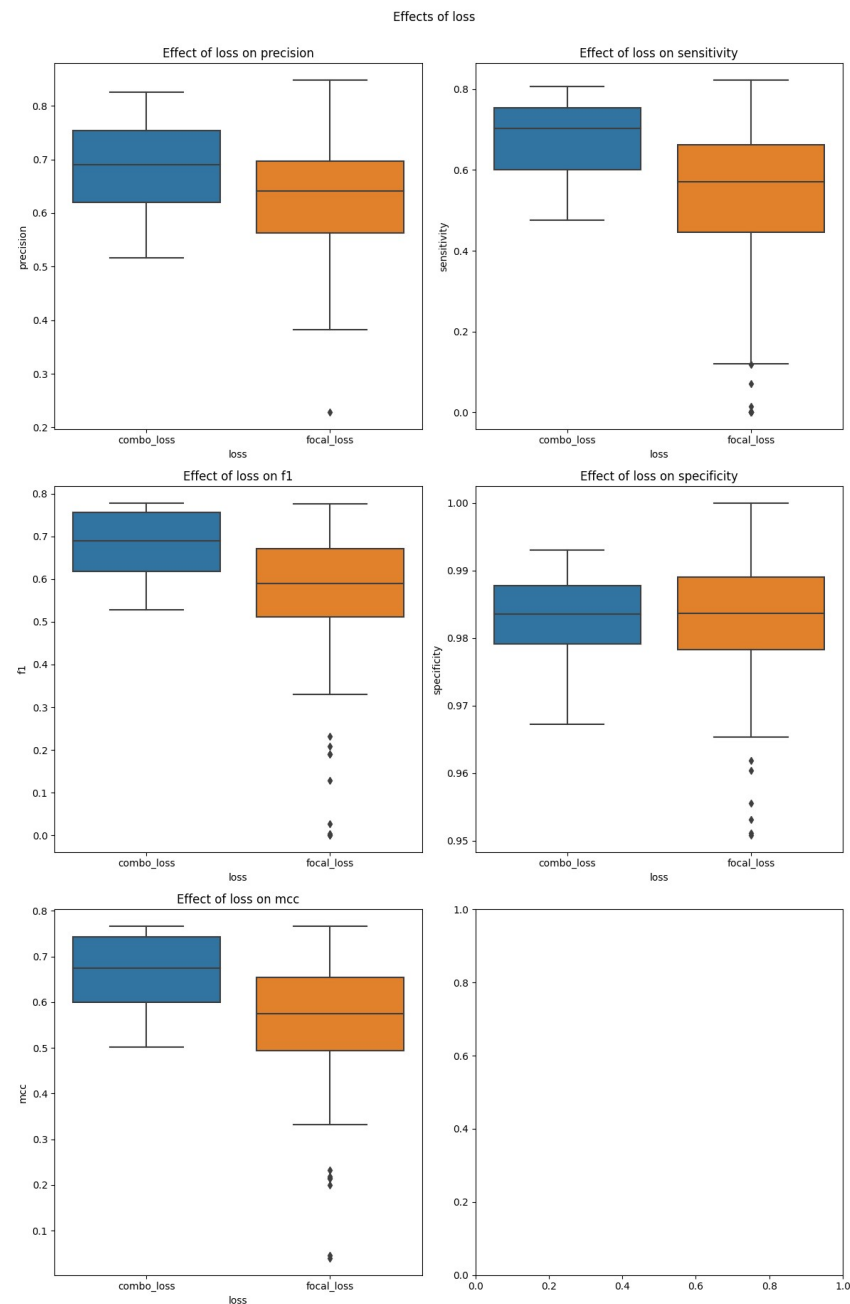 Effects of loss
Effect of loss on precision
0.8
0.7
0.6
0.5
0.4
0.3
0.2
precision
combo_loss
focal_loss
loss
Effect of loss on sensitivity
0.8
0.6
0.4
0.2
0.0
sensitivity
combo_loss
focal_loss
loss
Effect of loss on f1
0.8
0.7
0.6
0.5
0.4
0.3
0.2
0.1
0.0
f1
combo_loss
focal_loss
loss
Effect of loss on specificity
1.00
0.99
0.98
0.97
0.96
0.95
specificity
combo_loss
focal_loss
loss
Effect of loss on mcc
0.8
0.7
0.6
0.5
0.4
0.3
0.2
0.1
mcc
combo_loss
focal_loss
loss
1.0
0.8
0.6
0.4
0.2
0.0
0.0
0.2
0.4
0.6
0.8
1.0